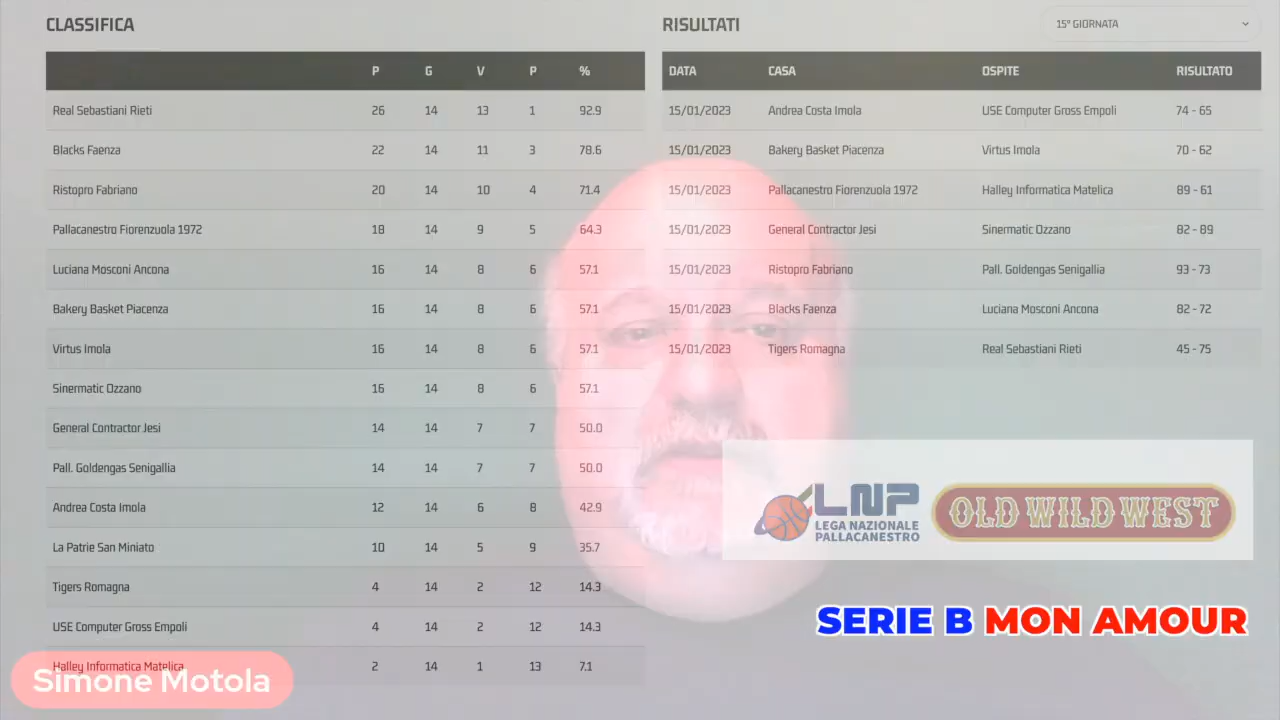 CLASSIFICA
P G V P %
Real Sebastiani Rieti 26 14 13 1 92.9
Blacks Faenza 22 14 11 3 78.6
Ristopro Fabriano 20 14 10 4 71.4
Pallacanestro Fiorenzuola 1972 18 14 9 5 64.3
Luciana Mosconi Ancona 16 14 8 6 57.1
Bakery Basket Piacenza 16 14 8 6 57.1
Virtus Imola 16 14 8 6 57.1
Sinermatic Ozzano 16 14 8 6 57.1
General Contractor Jesi 14 14 7 7 50.0
Pall. Goldengas Senigallia 14 14 7 7 50.0
Andrea Costa Imola 12 14 6 8 42.9
La Patrie San Miniato 10 14 5 9 35.7
Tigers Romagna 4 14 2 12 14.3
USE Computer Gross Empoli 4 14 2 12 14.3
Halley Informatica Matelica 2 14 1 13 7.1
Simone Motola
RISULTATI
15° GIORNATA
DATA CASA OSPITE RISULTATO
15/01/2023 Andrea Costa Imola USE Computer Gross Empoli 74 - 65
15/01/2023 Bakery Basket Piacenza Virtus Imola 70 - 62
15/01/2023 Pallacanestro Fiorenzuola 1972 Halley Informatica Matelica 89 - 61
15/01/2023 General Contractor Jesi Sinermatic Ozzano 82 - 89
15/01/2023 Ristopro Fabriano Pall. Goldengas Senigallia 93 - 73
15/01/2023 Blacks Faenza Luciana Mosconi Ancona 82 - 72
15/01/2023 Tigers Romagna Real Sebastiani Rieti 45 - 75
LNP
LEGA NAZIONALE
PALLACANESTRO
OLD WILD WEST
SERIE B MON AMOUR